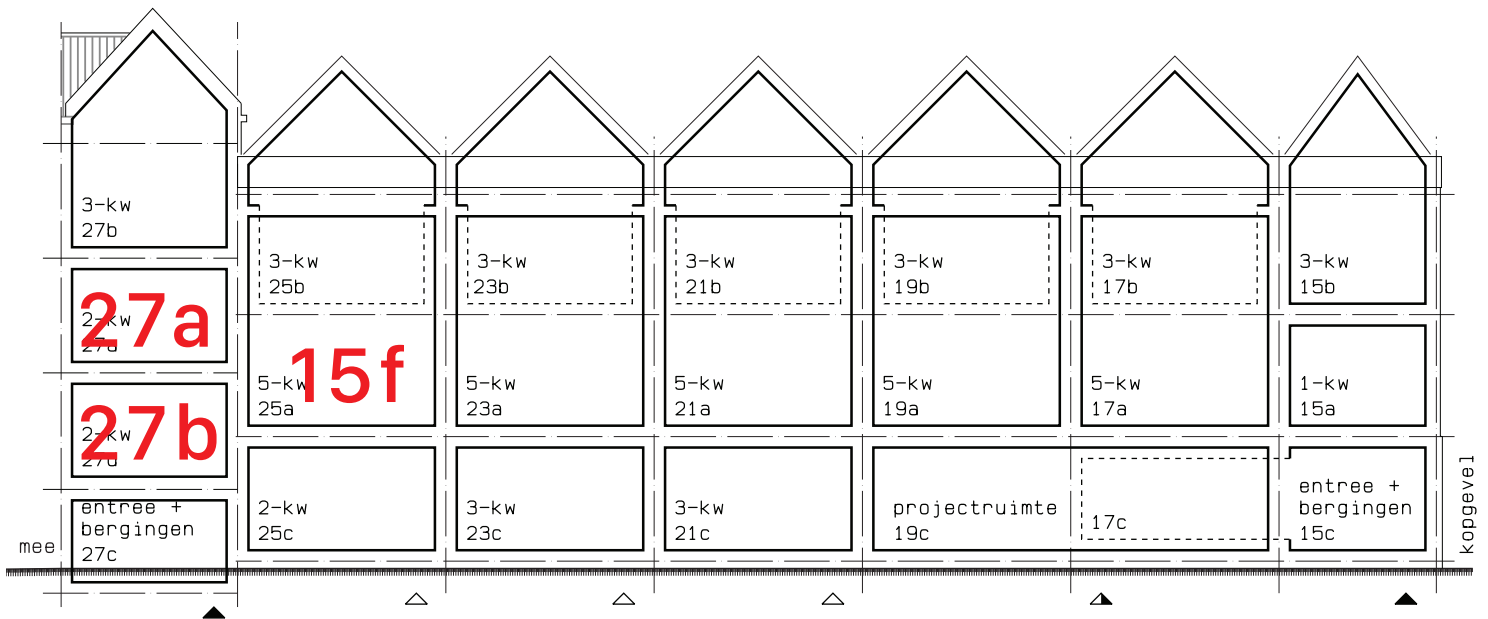 3-kw
27b
27a
2-kw
27b
2-kw
entree +
bergingen
27c
mee
3-kw
25b
15f
5-kw
25a
2-kw
25c
3-kw
23b
5-kw
23a
3-kw
23c
3-kw
21b
5-kw
21a
3-kw
21c
3-kw
19b
5-kw
19a
projectruimte
19c
3-kw
17b
5-kw
17a
17c
3-kw
15b
1-kw
15a
entree +
bergingen
15c
kopgevel